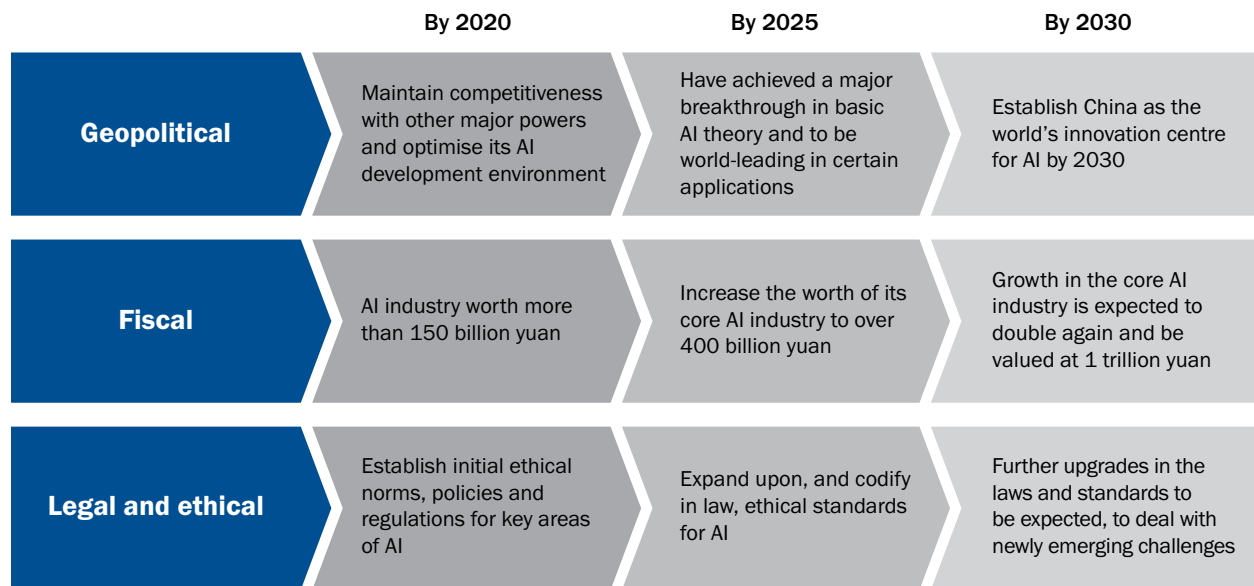 By 2020
By 2025
By 2030
Geopolitical
Maintain competitiveness
with other major powers
and optimise its AI
development environment
Have achieved a major
breakthrough in basic
AI theory and to be
world-leading in certain
applications
Establish China as the
world’s innovation centre
for AI by 2030
Fiscal
AI industry worth more
than 150 billion yuan
Increase the worth of its
core AI industry to over
400 billion yuan
Growth in the core AI
industry is expected to
double again and be
valued at 1 trillion yuan
Legal and ethical
Establish initial ethical
norms, policies and
regulations for key areas
of AI
Expand upon, and codify
in law, ethical standards
for AI
Further upgrades in the
laws and standards to
be expected, to deal with
newly emerging challenges